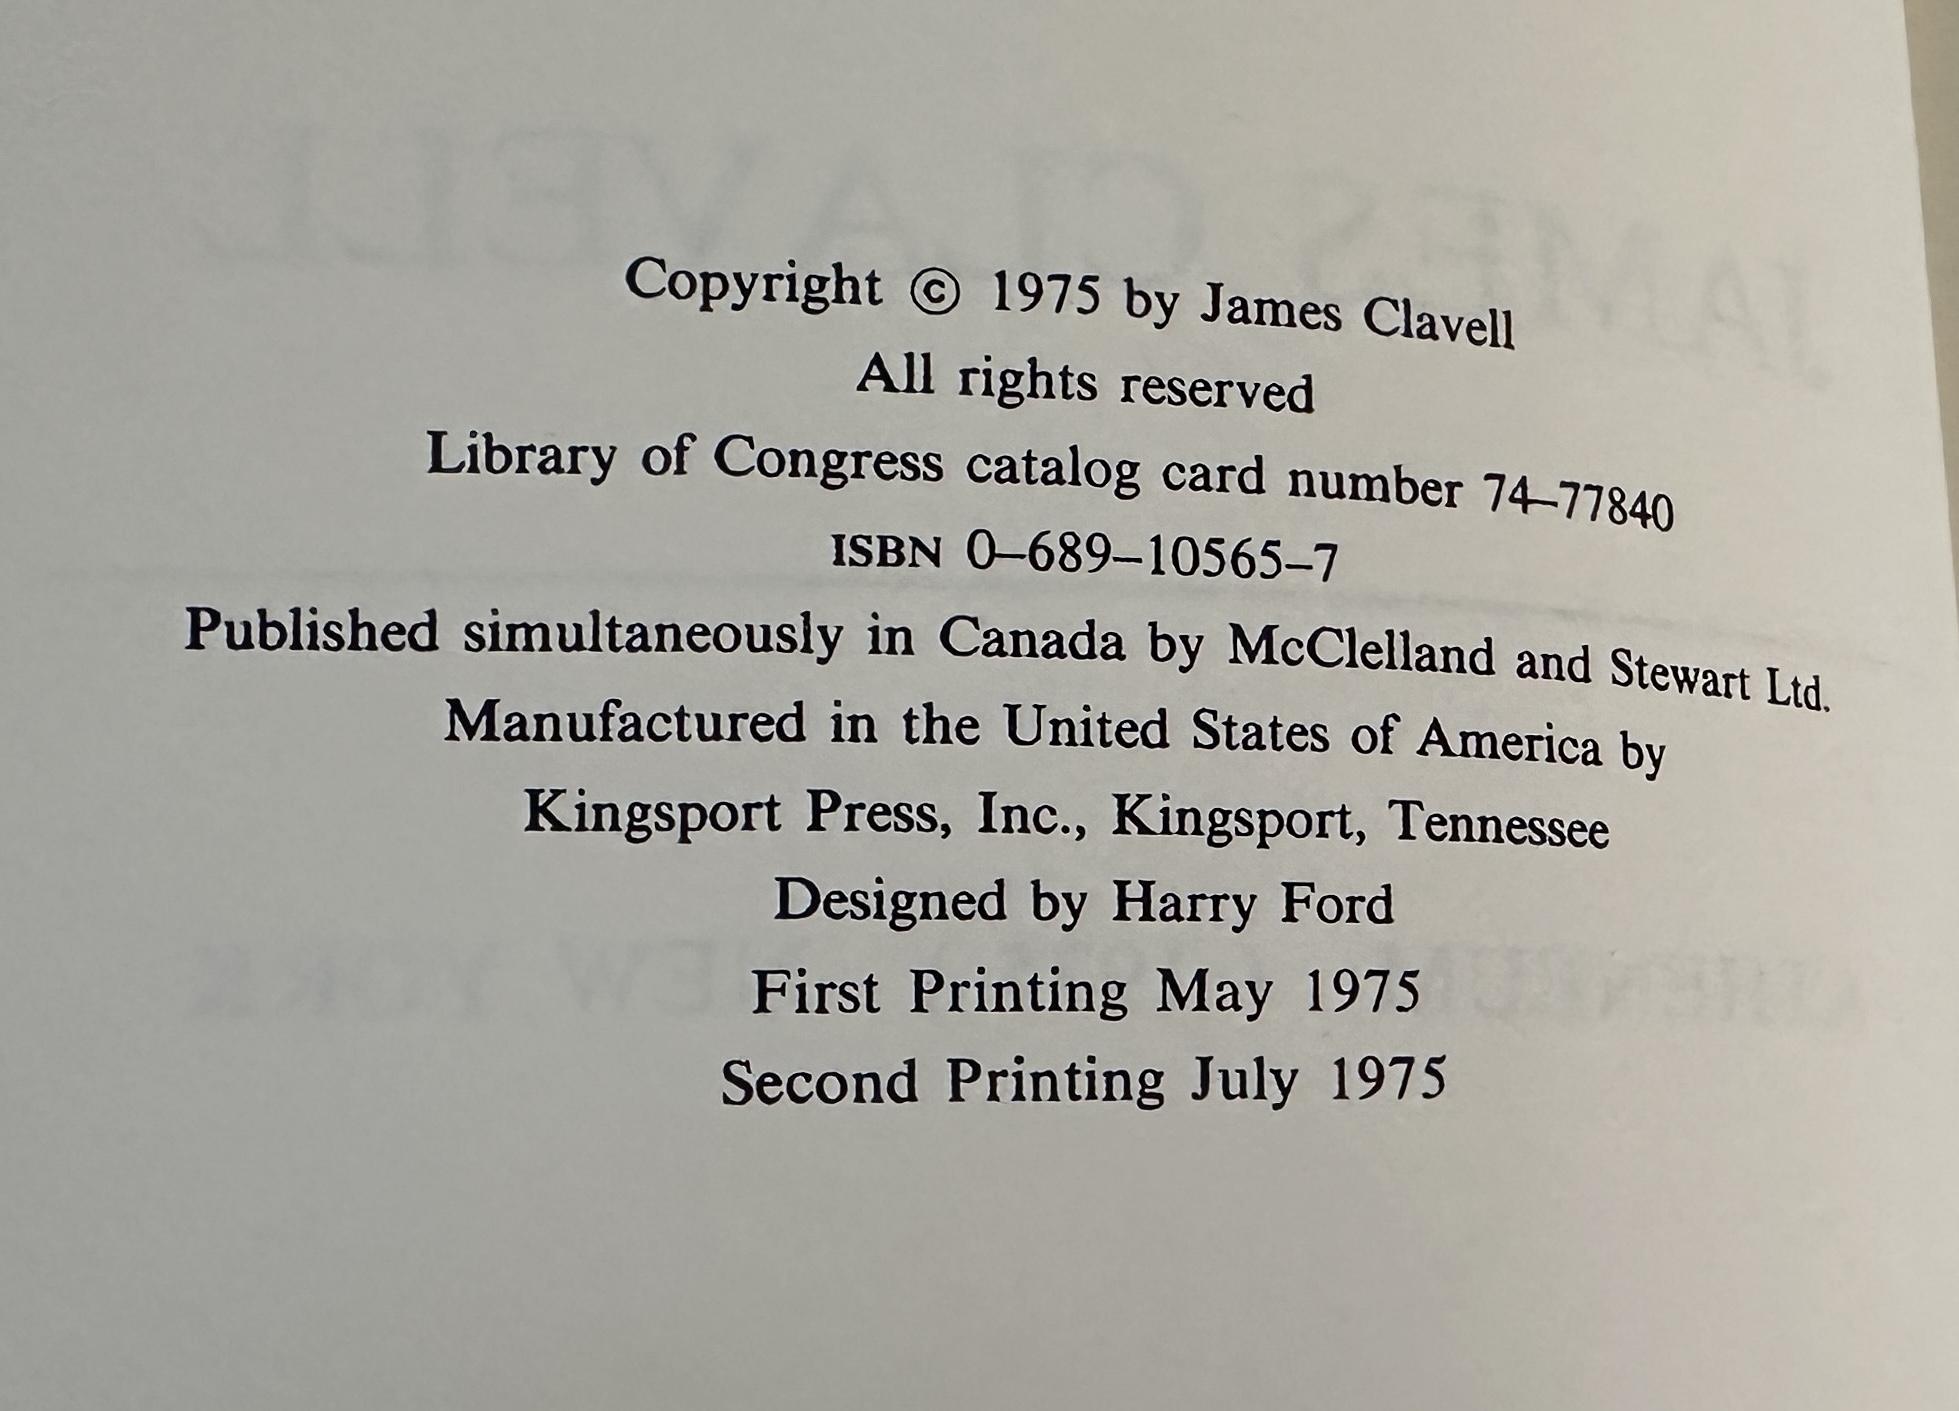 Copyright © 1975 by James Clavell
All rights reserved
Library of Congress catalog card number 74–77840
ISBN 0–689–10565–7
Published simultaneously in Canada by McClelland and Stewart Ltd.
Manufactured in the United States of America by
Kingsport Press, Inc., Kingsport, Tennessee
Designed by Harry Ford
First Printing May 1975
Second Printing July 1975